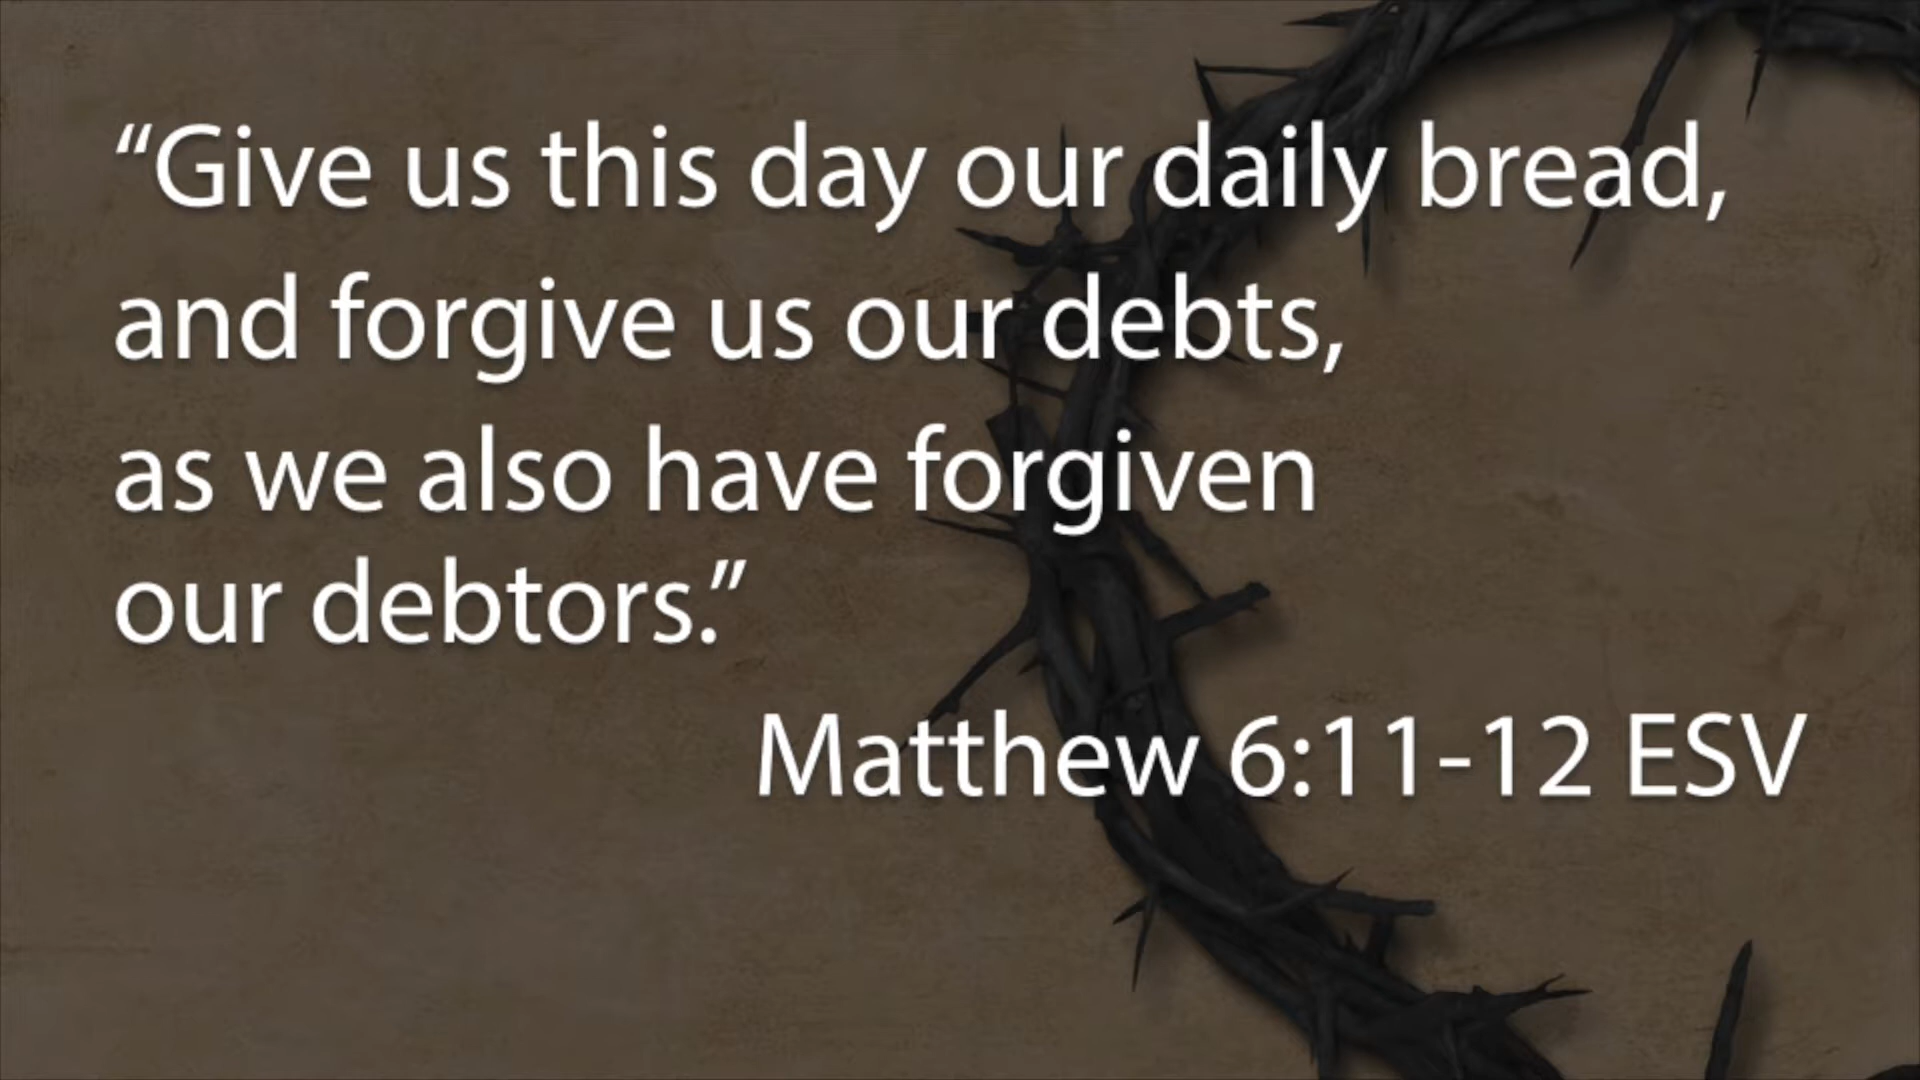 “Give us this day our daily bread,
and forgive us our debts,
as we also have forgiven
our debtors.”
Matthew 6:11-12 ESV